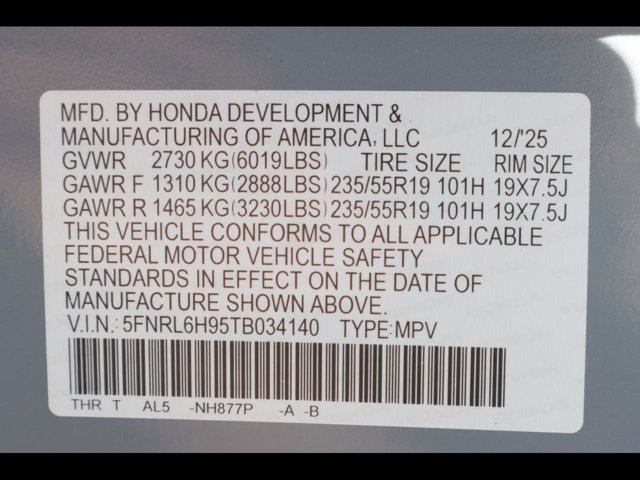 MFD. BY HONDA DEVELOPMENT &
MANUFACTURING OF AMERICA, LLC 12/'25
GVWR 2730 KG(6019LBS) TIRE SIZE RIM SIZE
GAWR F 1310 KG(2888LBS) 235/55R19 101H 19X7.5J
GAWR R 1465 KG(3230LBS) 235/55R19 101H 19X7.5J
THIS VEHICLE CONFORMS TO ALL APPLICABLE
FEDERAL MOTOR VEHICLE SAFETY
STANDARDS IN EFFECT ON THE DATE OF
MANUFACTURE SHOWN ABOVE.
V.I.N.: 5FNRL6H95TB034140 TYPE:MPV
THR T AL5 -NH877P -A -B